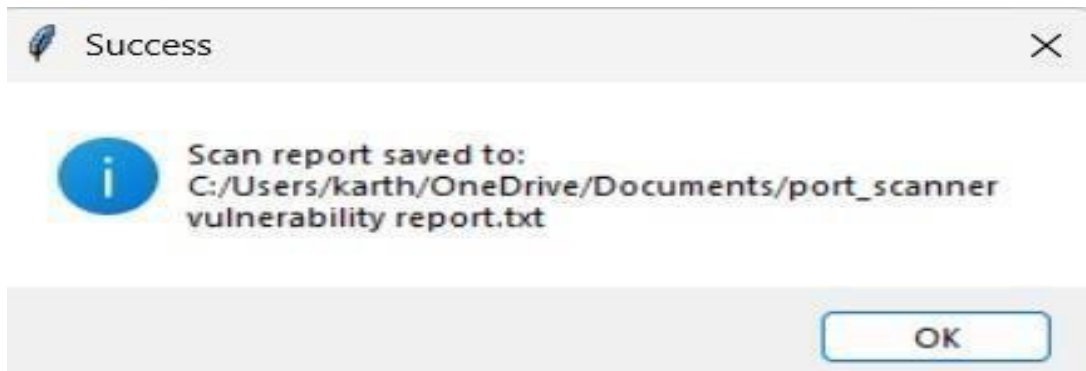 Success
Scan report saved to:
C:/Users/karth/OneDrive/Documents/port_scanner
vulnerability report.txt
OK